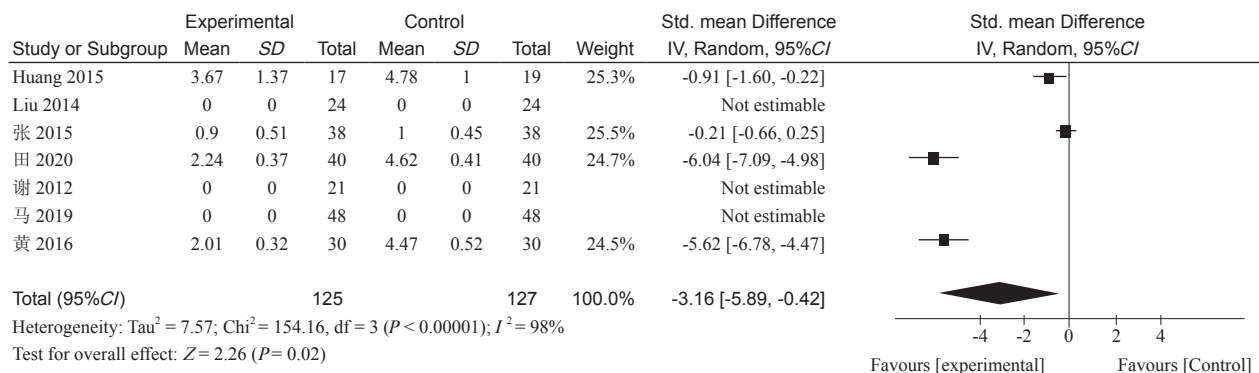 Experimental Control Std. mean Difference Std. mean Difference
Study or Subgroup Mean SD Total Mean SD Total Weight IV, Random, 95%CI IV, Random, 95%CI
Huang 2015 3.67 1.37 17 4.78 1 19 25.3% -0.91 [-1.60, -0.22]
Liu 2014 0 0 24 0 0 24 Not estimable
张 2015 0.9 0.51 38 1 0.45 38 25.5% -0.21 [-0.66, 0.25]
田 2020 2.24 0.37 40 4.62 0.41 40 24.7% -6.04 [-7.09, -4.98]
谢 2012 0 0 21 0 0 21 Not estimable
马 2019 0 0 48 0 0 48 Not estimable
黄 2016 2.01 0.32 30 4.47 0.52 30 24.5% -5.62 [-6.78, -4.47]
Total (95%CI) 125 127 100.0% -3.16 [-5.89, -0.42]
Heterogeneity: Tau² = 7.57; Chi² = 154.16, df = 3 (P < 0.00001); I² = 98%
Test for overall effect: Z = 2.26 (P = 0.02)
-4 -2 0 2 4
Favours [experimental] Favours [Control]